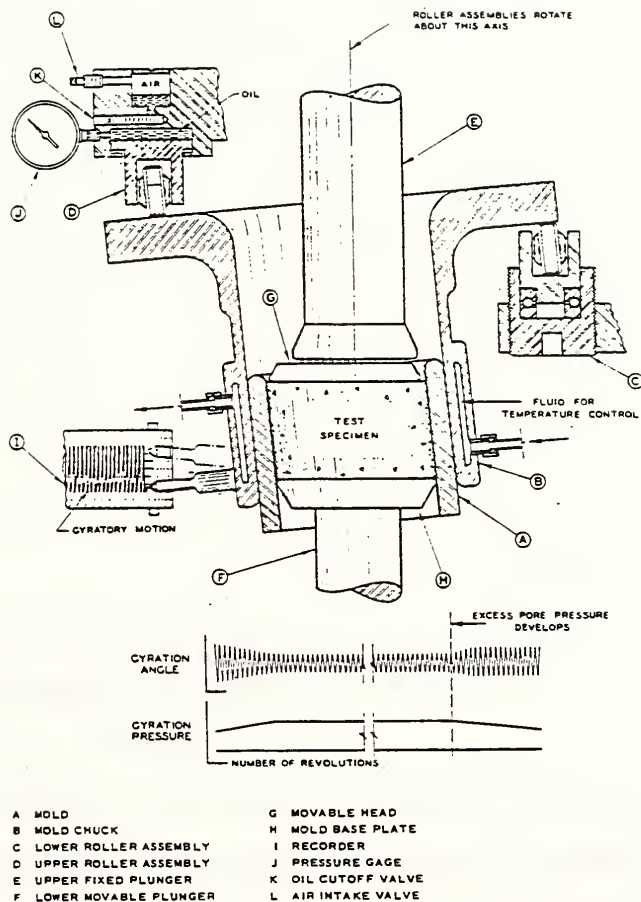 ROLLER ASSEMBLIES ROTATE
ABOUT THIS AXIS
L
AIR
K
OIL
E
J
D
G
C
FLUID FOR
TEMPERATURE CONTROL
TEST
SPECIMEN
I
B
GYRATORY MOTION
A
F
H
EXCESS PORE PRESSURE
DEVELOPS
GYRATION
ANGLE
GYRATION
PRESSURE
NUMBER OF REVOLUTIONS
A MOLD
B MOLD CHUCK
C LOWER ROLLER ASSEMBLY
D UPPER ROLLER ASSEMBLY
E UPPER FIXED PLUNGER
F LOWER MOVABLE PLUNGER
G MOVABLE HEAD
H MOLD BASE PLATE
I RECORDER
J PRESSURE GAGE
K OIL CUTOFF VALVE
L AIR INTAKE VALVE